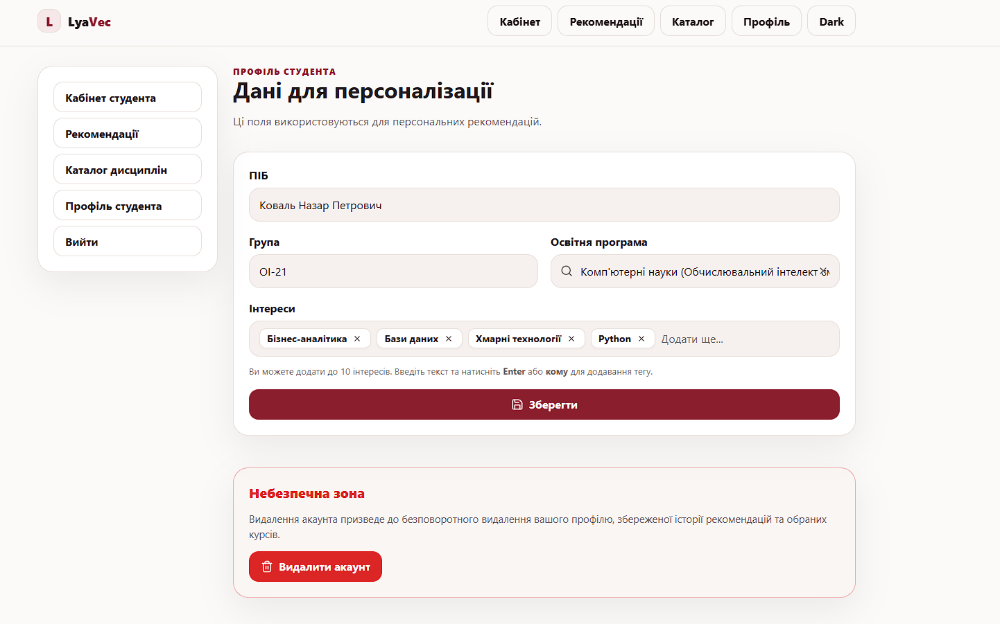 L LyaVec
Кабінет Рекомендації Каталог Профіль Dark
Кабінет студента
Рекомендації
Каталог дисциплін
Профіль студента
Вийти
ПРОФІЛЬ СТУДЕНТА
Дані для персоналізації
Ці поля використовуються для персональних рекомендацій.
ПІБ
Коваль Назар Петрович
Група
ОІ-21
Освітня програма
Комп'ютерні науки (Обчислювальний інтелект
Інтереси
Бізнес-аналітика × Бази даних × Хмарні технології × Python × Додати ще...
Ви можете додати до 10 інтересів. Введіть текст та натисніть Enter або кому для додавання тегу.
Зберегти
Небезпечна зона
Видалення акаунта призведе до безповоротного видалення вашого профілю, збереженої історії рекомендацій та обраних
курсів.
Видалити акаунт